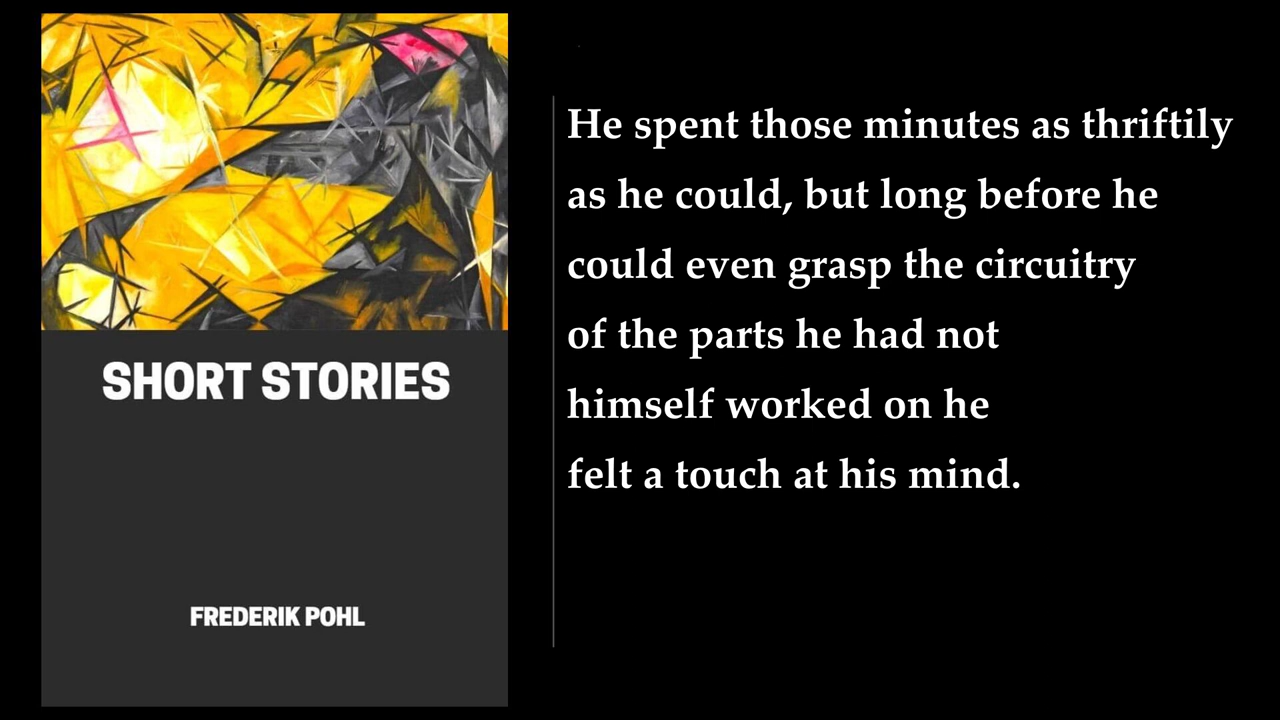 SHORT STORIES
FREDERIK POHL
He spent those minutes as thriftily
as he could, but long before he
could even grasp the circuitry
of the parts he had not
himself worked on he
felt a touch at his mind.